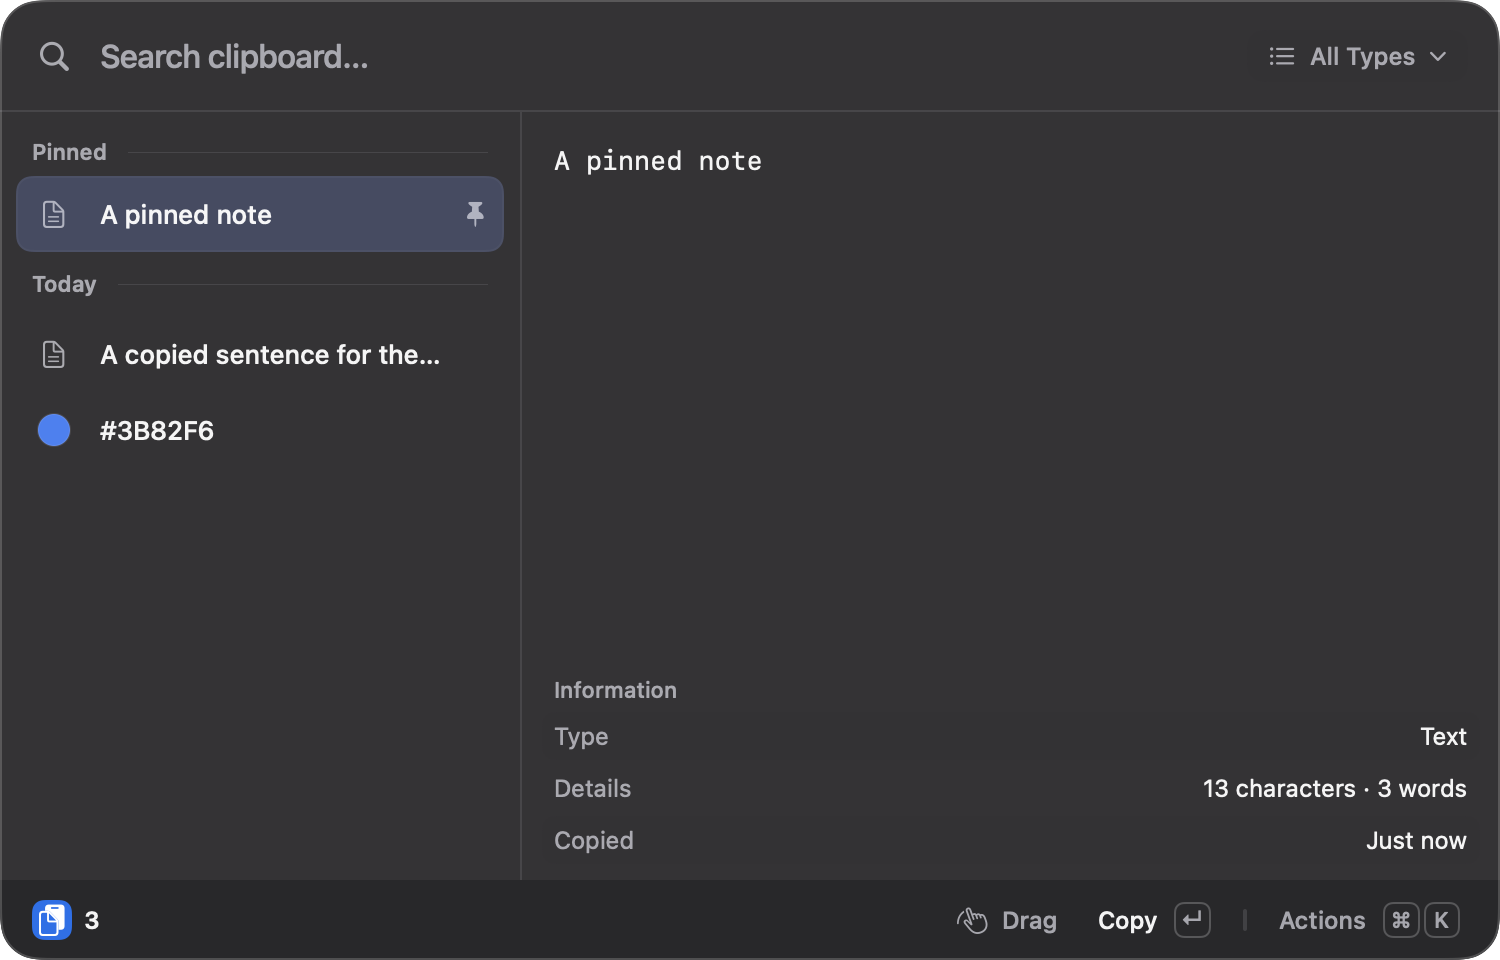 Search clipboard...
All Types
Pinned
A pinned note
Today
A copied sentence for the...
#3B82F6
A pinned note
Information
Type Text
Details 13 characters · 3 words
Copied Just now
3
Drag Copy ↵ Actions ⌘ K